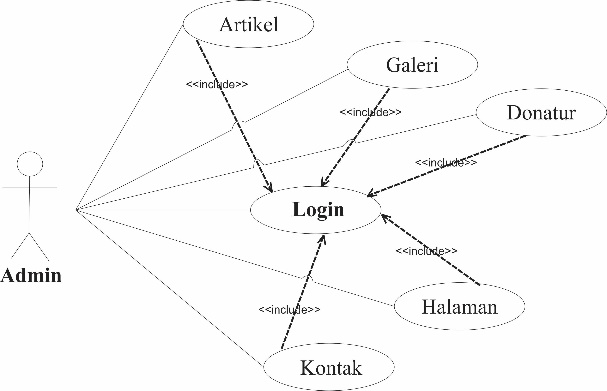 Artikel
<<include>>
Galeri
<<include>>
Donatur
<<include>>
Login
Admin
<<include>>
Halaman
<<include>>
Kontak